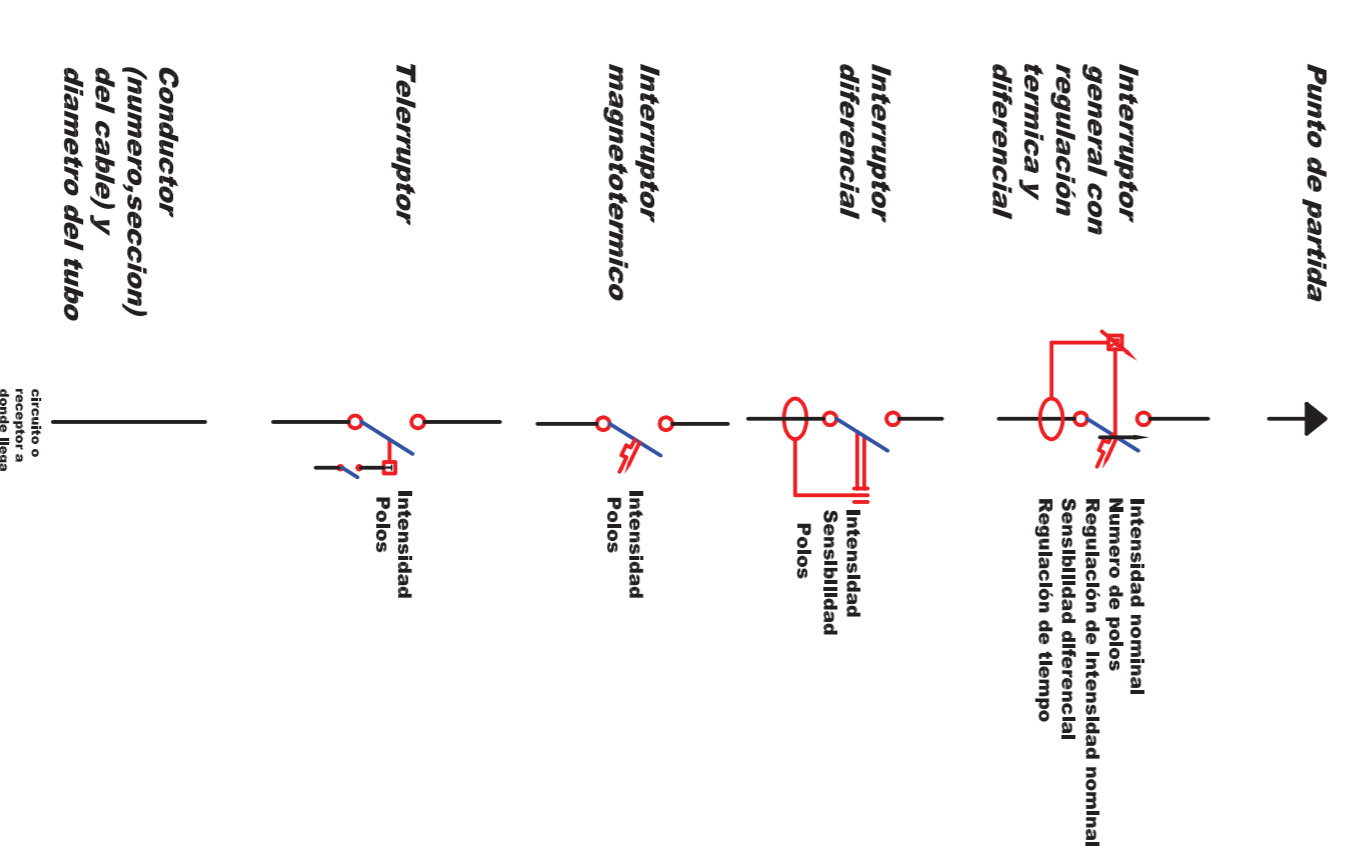 Punto de partida
Interruptor
general con
regulación
termica y
diferencial
Intensidad nominal
Numero de polos
Regulación de Intensidad nominal
Sensibilidad diferencial
Regulación de tiempo
Interruptor
diferencial
Intensidad
Sensibilidad
Polos
Interruptor
magnetotermico
Intensidad
Polos
Telerruptor
Intensidad
Polos
Conductor
(numero,seccion)
del cable) y
diametro del tubo
circuito o
receptor a
donde llega